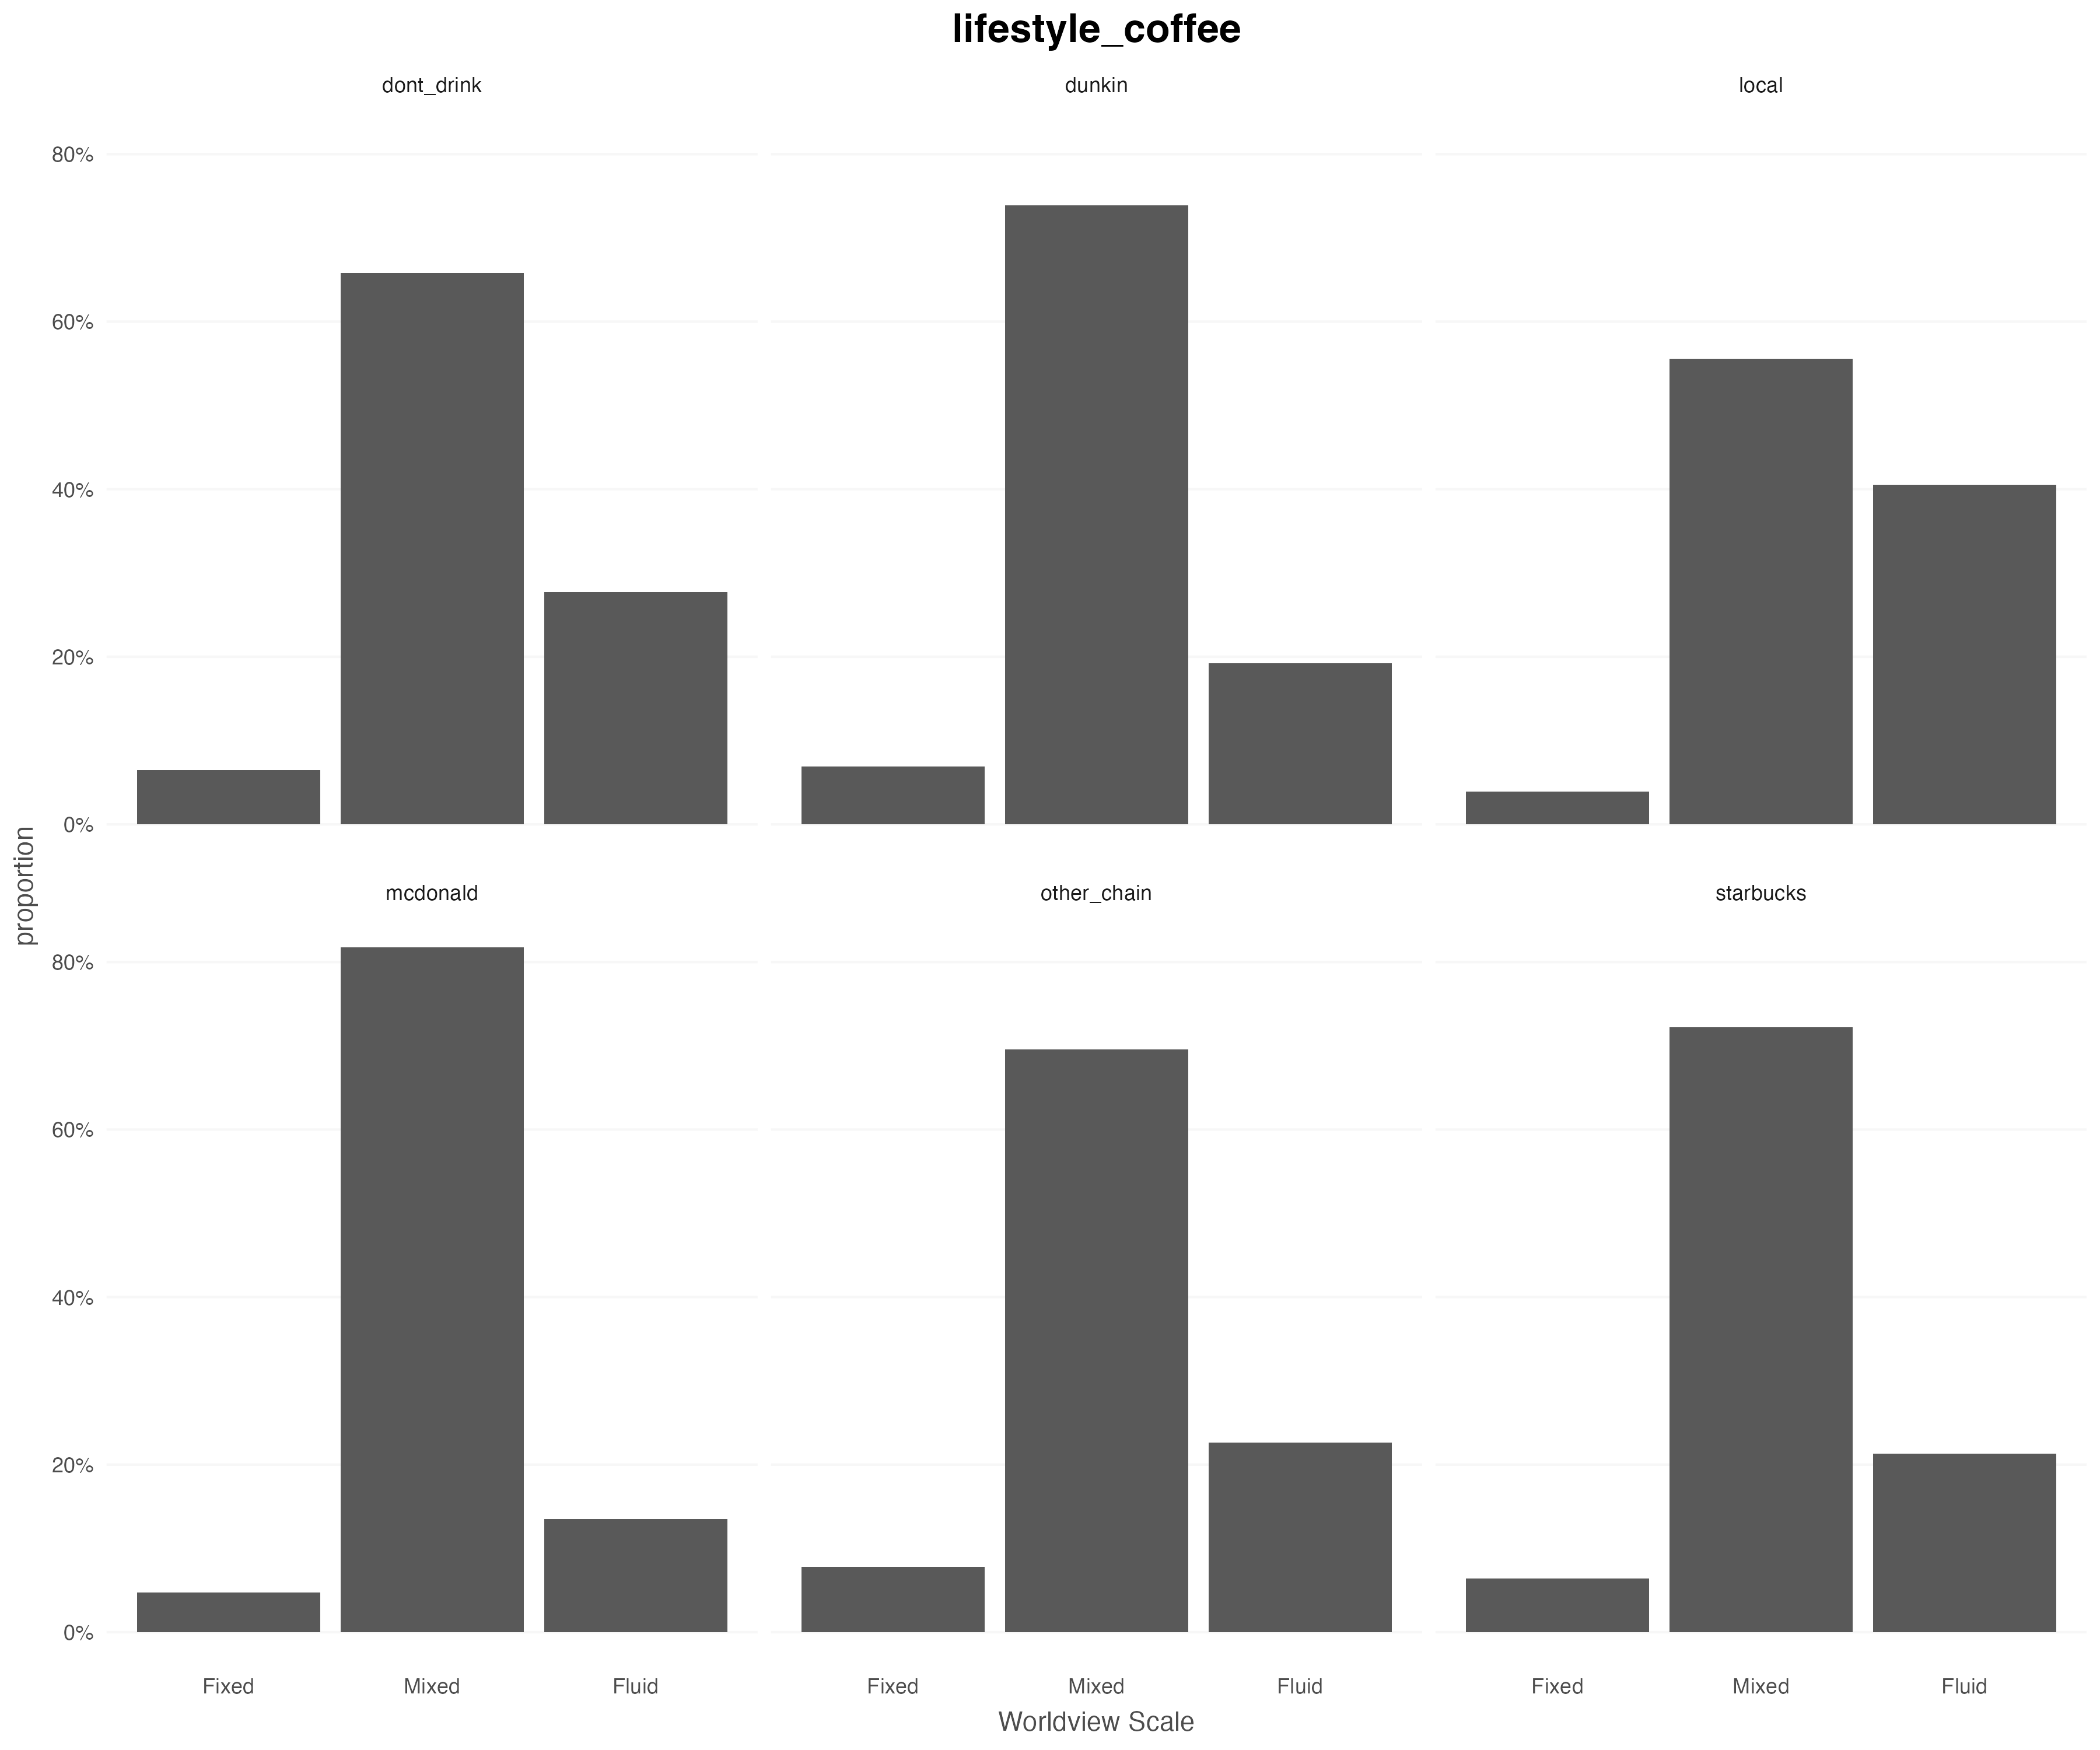 lifestyle_coffee
dont_drink
dunkin
local
80%
60%
40%
20%
0%
proportion
mcdonald
other_chain
starbucks
80%
60%
40%
20%
0%
Fixed Mixed Fluid
Fixed Mixed Fluid
Fixed Mixed Fluid
Worldview Scale